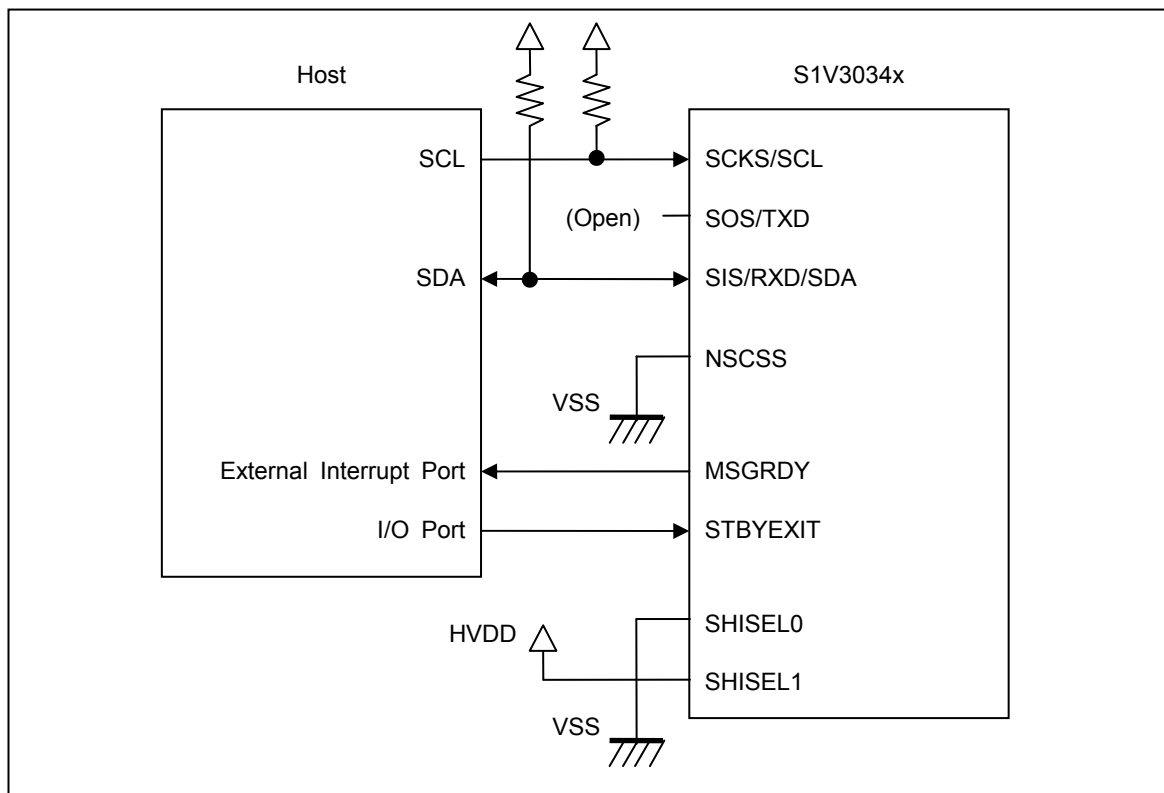 Host
S1V3034x
SCL
SCKS/SCL
(Open)
SOS/TXD
SDA
SIS/RXD/SDA
NSCSS
VSS
External Interrupt Port
MSGRDY
I/O Port
STBYEXIT
SHISEL0
HVDD
SHISEL1
VSS